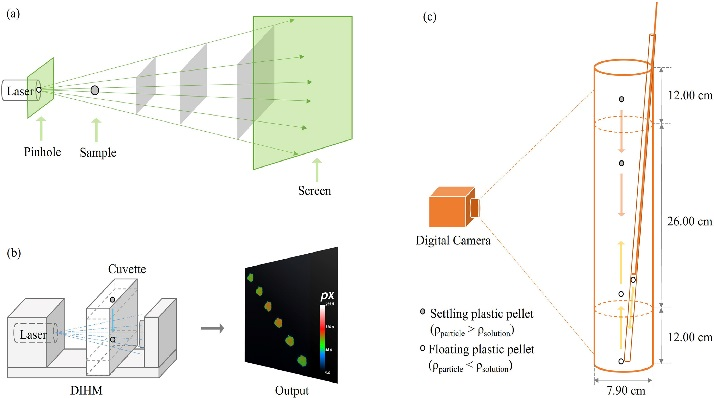 (a)
Laser
Pinhole
Sample
Screen
(b)
Cuvette
Laser
DIHM
px
Output
(c)
Digital Camera
12.00 cm
26.00 cm
12.00 cm
7.90 cm
Settling plastic pellet
(ρparticle > ρsolution)
Floating plastic pellet
(ρparticle < ρsolution)